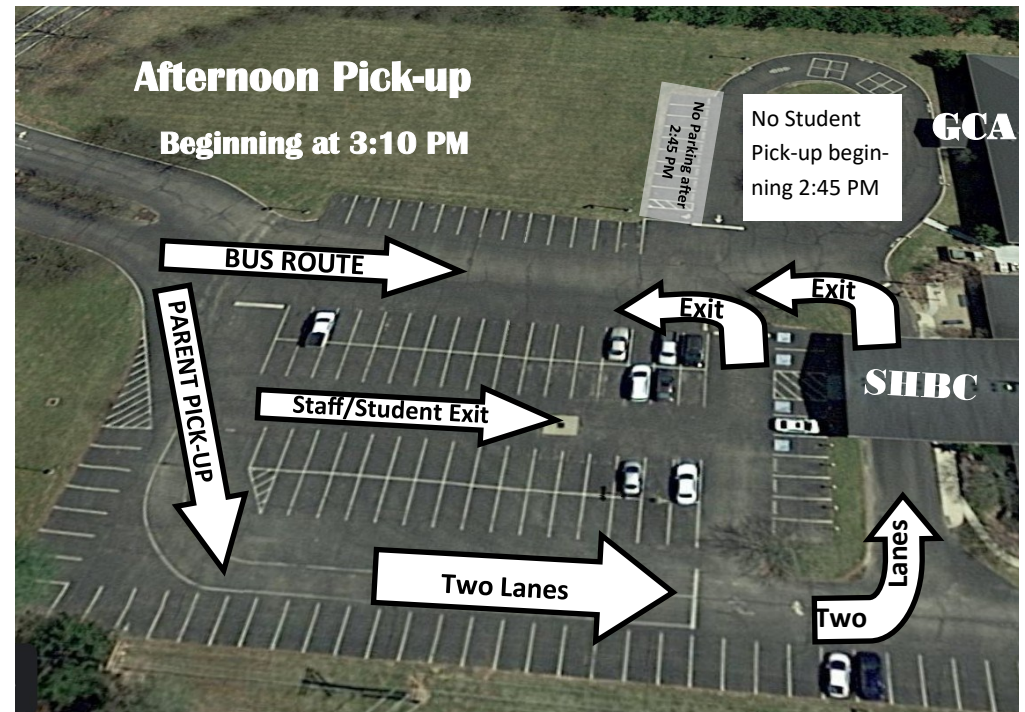 Afternoon Pick-up
Beginning at 3:10 PM
No Parking after
2:45 PM
No Student
Pick-up begin-
ning 2:45 PM
GCA
BUS ROUTE
Exit
Exit
PARENT PICK-UP
SHBC
Staff/Student Exit
Two Lanes
Two
Lanes